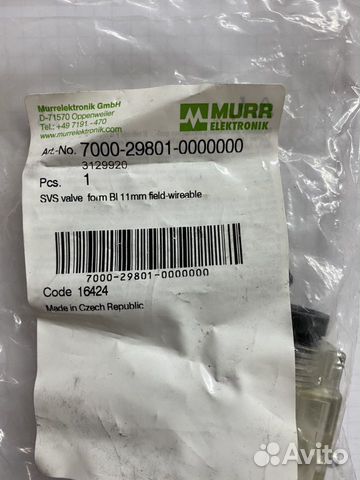 Murrelektronik GmbH
D-71570 Oppenweiler
Tel.: +49 7191 - 470
murrelektronik.com
MURR
ELEKTRONIK
Art.-No. 7000-29801-0000000
3129920
Pcs. 1
SVS valve form BI 11mm field-wireable
7000-29801-0000000
Code 16424
Made in Czech Republic
Avito